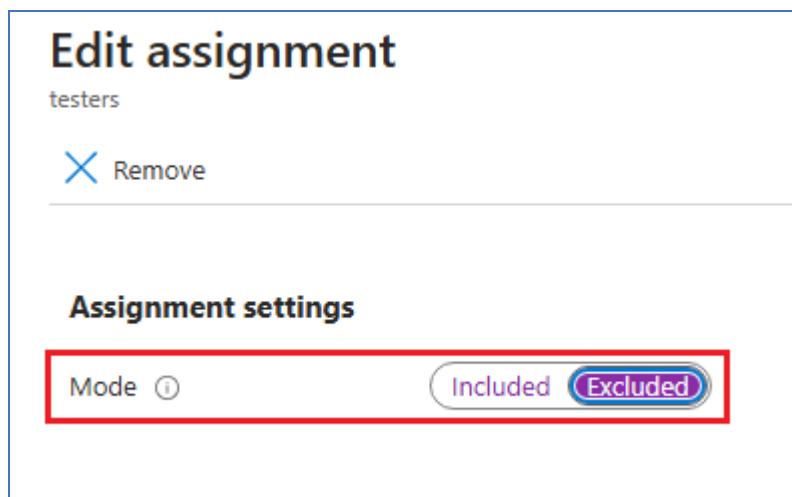 Edit assignment
testers
Remove
Assignment settings
Mode Included Excluded